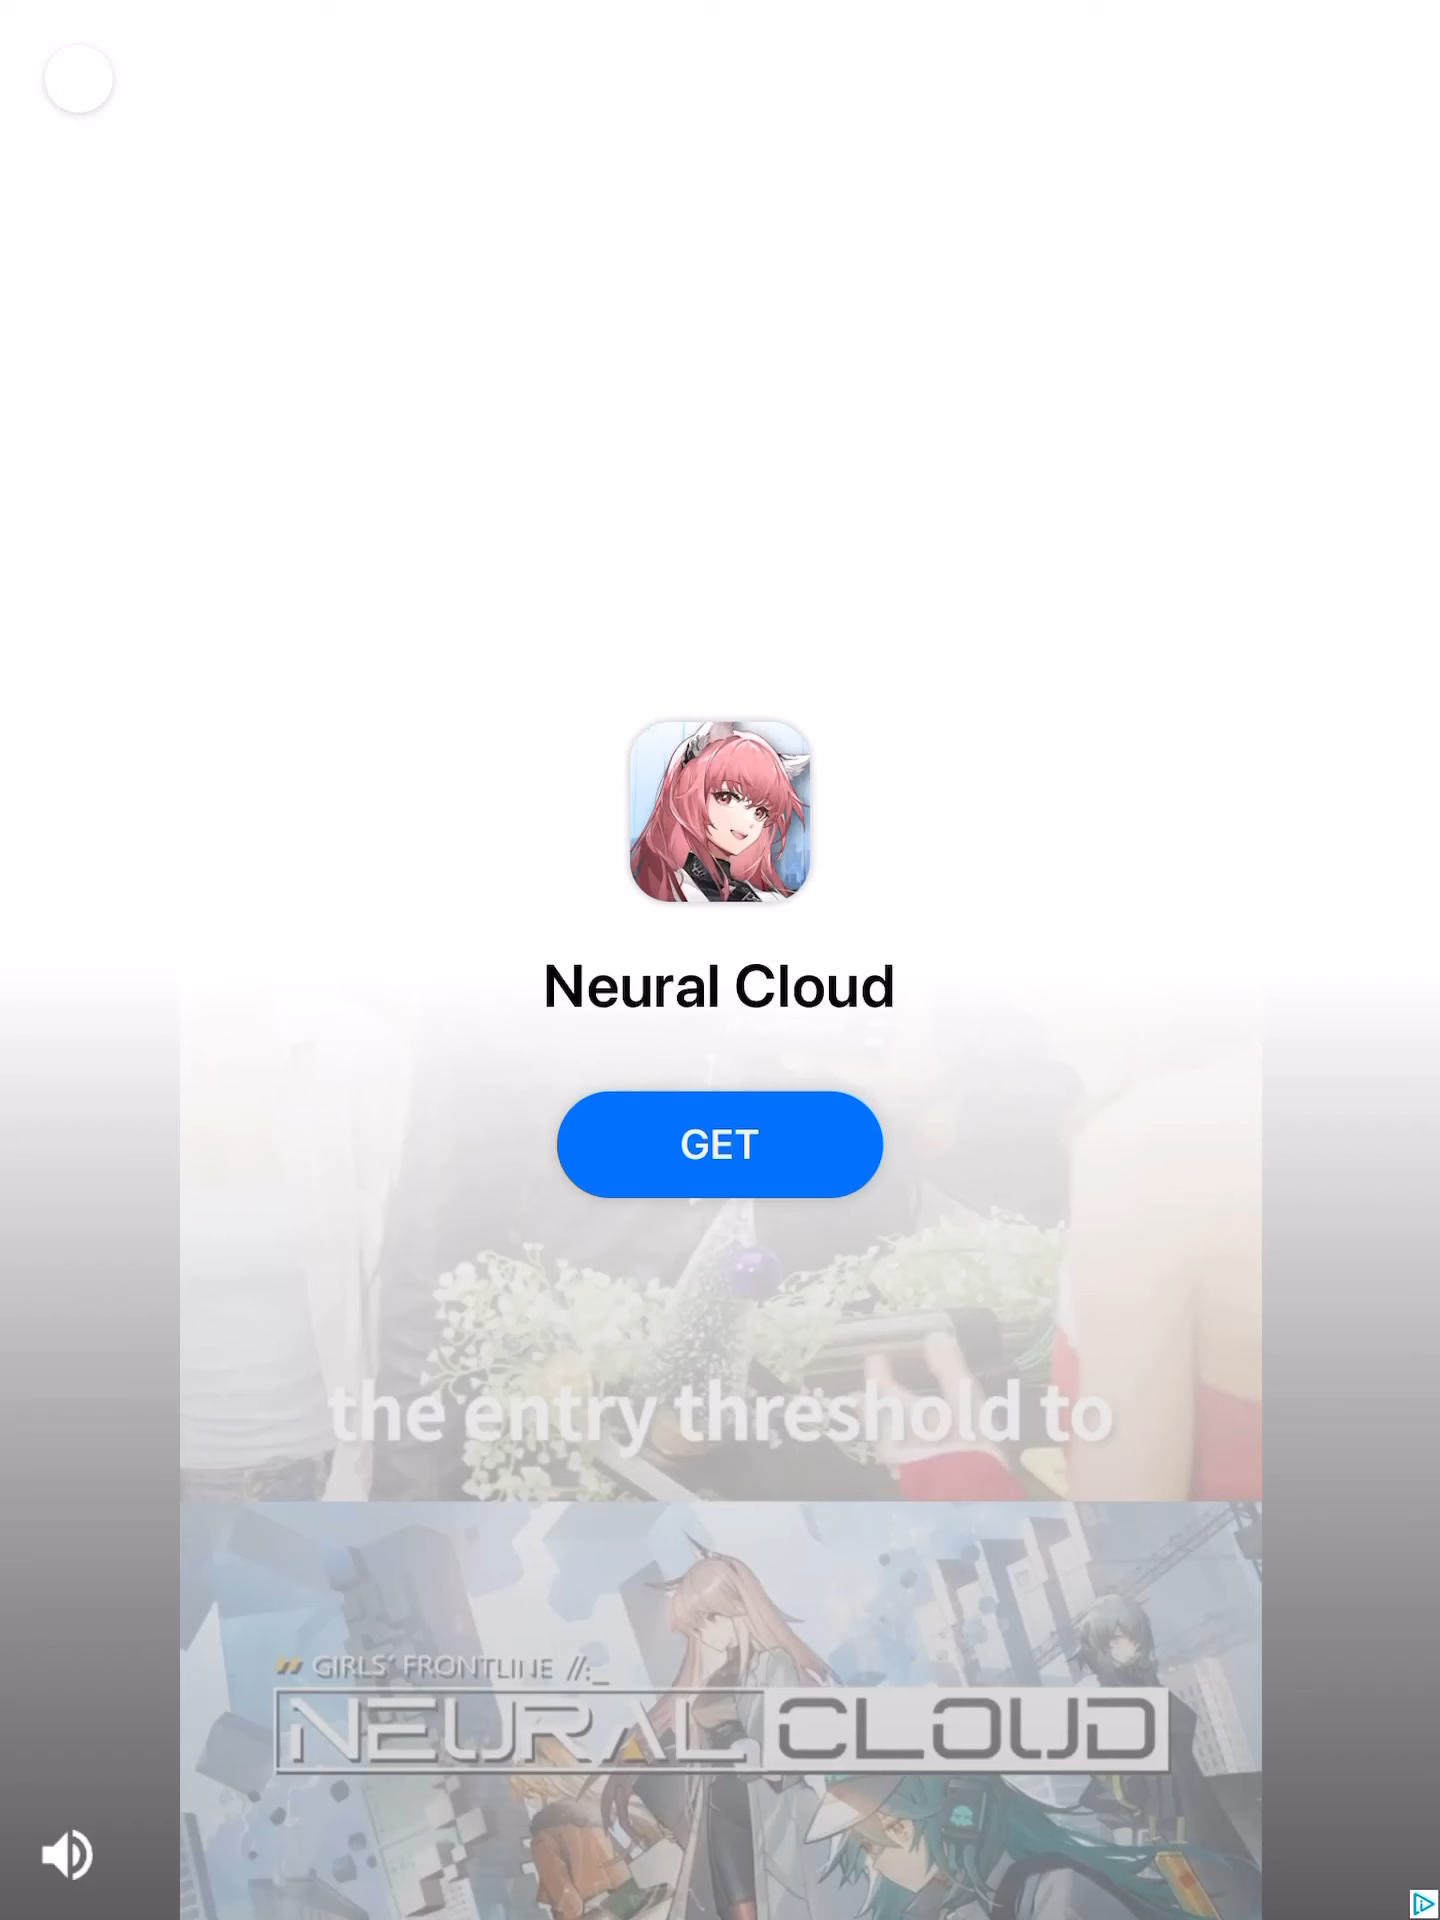 Neural Cloud
GET
the entry threshold to
GIRLS' FRONTLINE //:_
NEURAL CLOUD